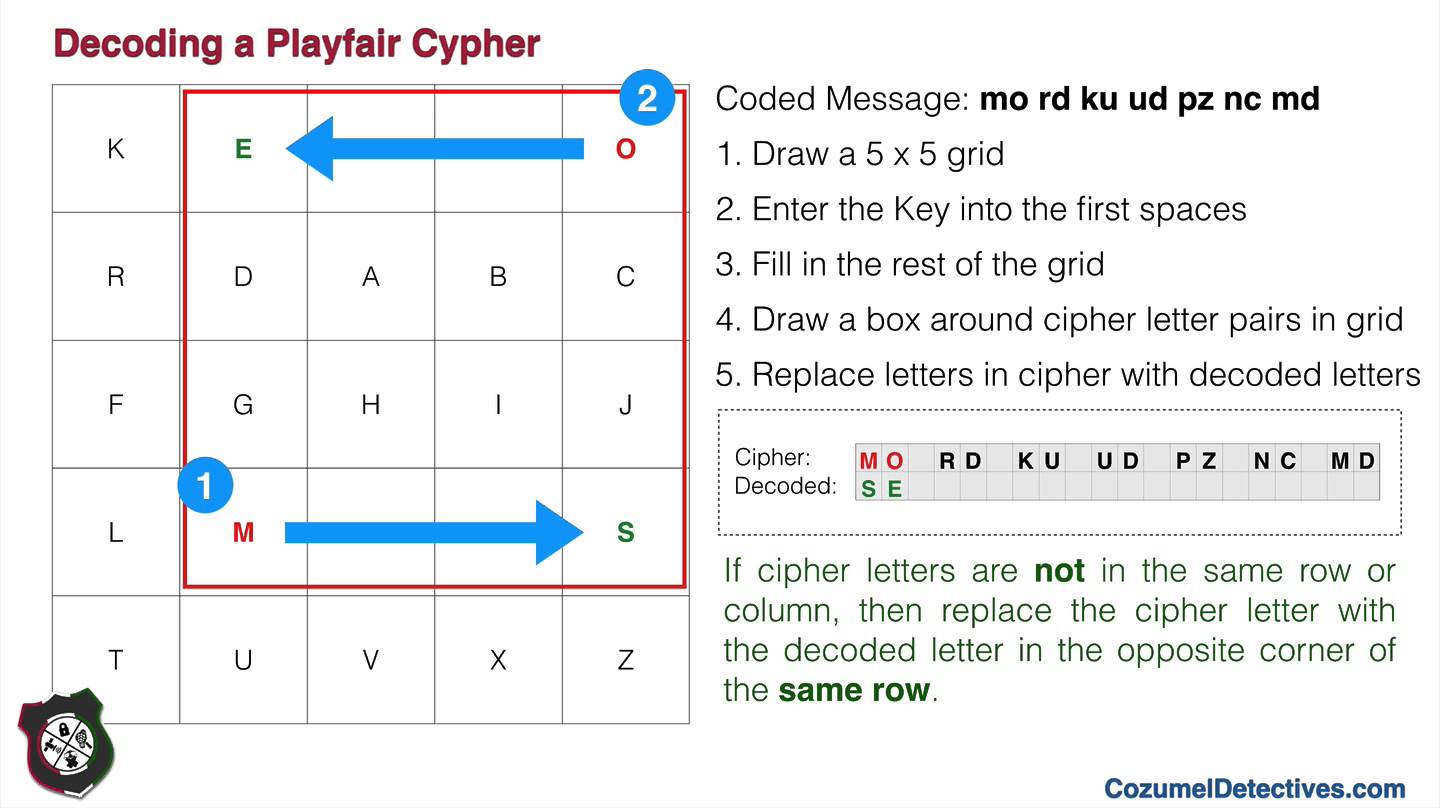 Decoding a Playfair Cypher
2
K E O
R D A B C
F G H I J
1
L M S
T U V X Z
Coded Message: mo rd ku ud pz nc md
1. Draw a 5 x 5 grid
2. Enter the Key into the first spaces
3. Fill in the rest of the grid
4. Draw a box around cipher letter pairs in grid
5. Replace letters in cipher with decoded letters
Cipher: M O R D K U U D P Z N C M D
Decoded: S E
If cipher letters are not in the same row or
column, then replace the cipher letter with
the decoded letter in the opposite corner of
the same row.
CozumelDetectives.com